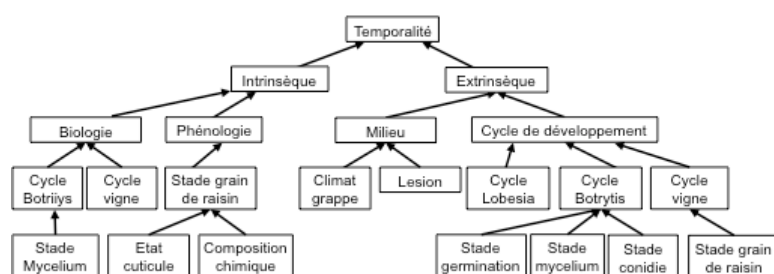 Temporalité
Intrinsèque
Extrinsèque
Biologie
Phénologie
Milieu
Cycle de développement
Cycle
Botriiys
Cycle
vigne
Stade grain
de raisin
Climat
grappe
Lesion
Cycle
Lobesia
Cycle
Botrytis
Cycle
vigne
Stade
Mycelium
Etat
cuticule
Composition
chimique
Stade
germination
Stade
mycelium
Stade
conidie
Stade grain
de raisin